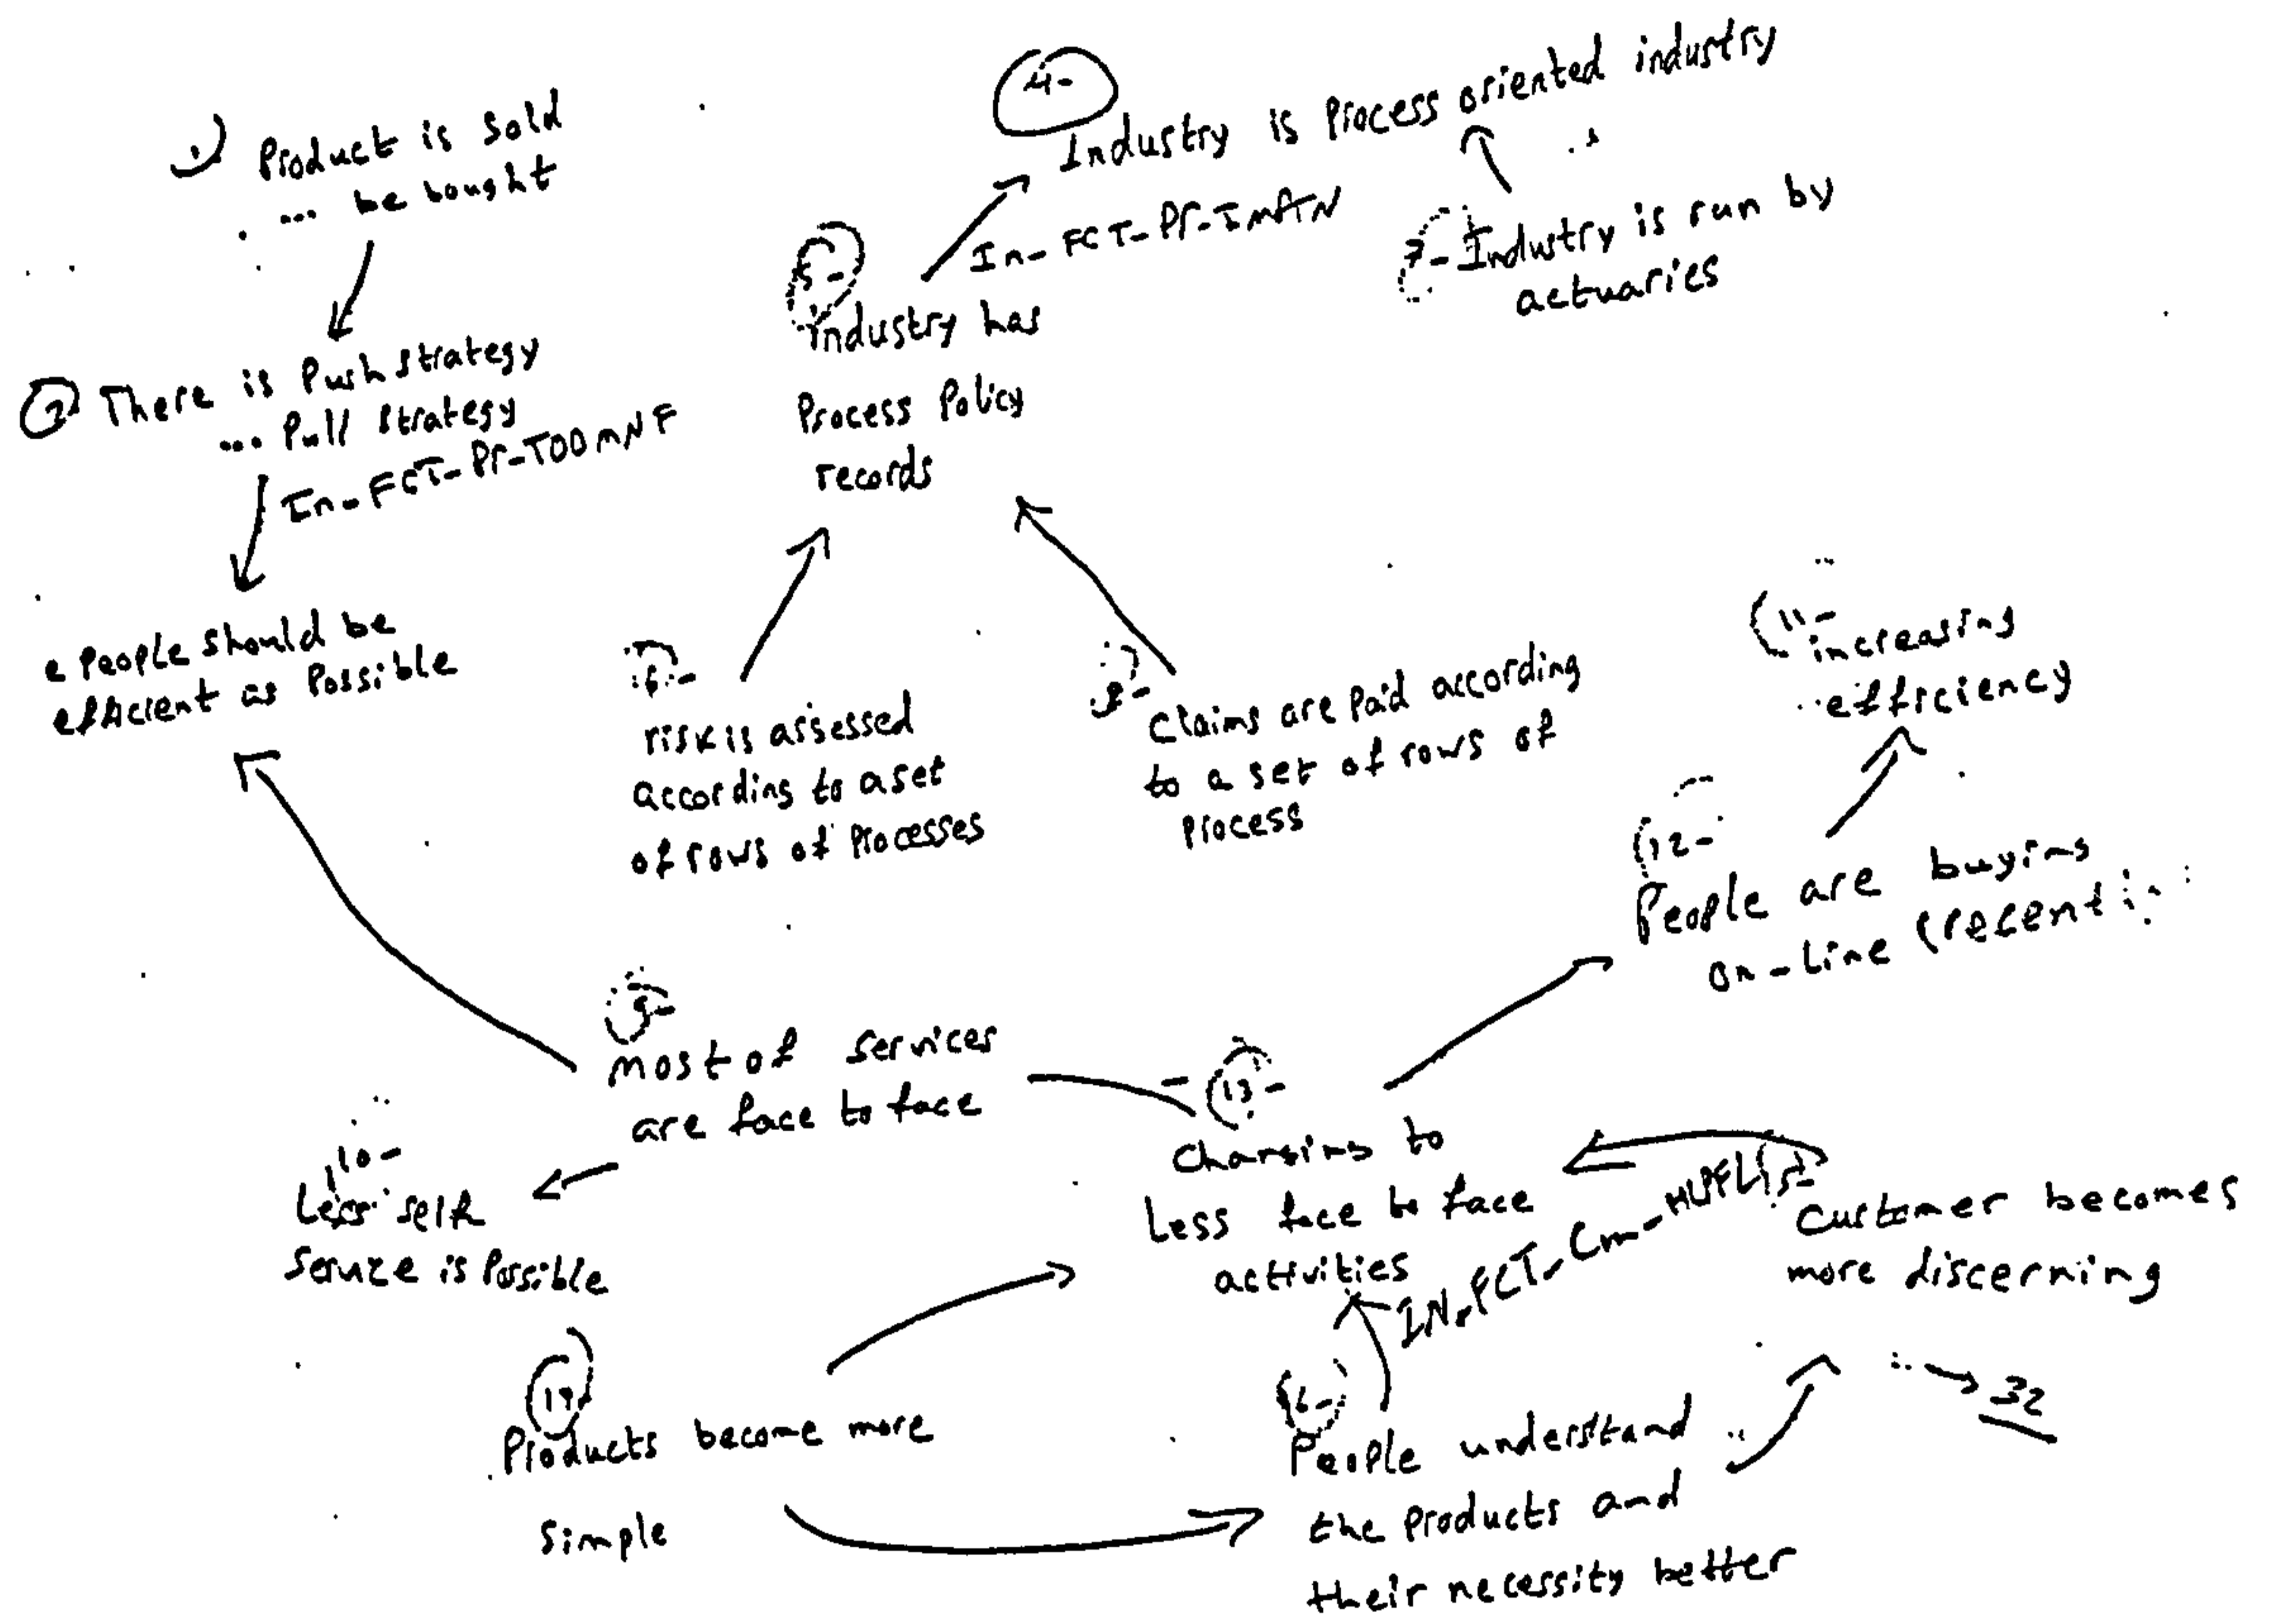 1) Product is sold
... be bought
2 There is Push strategy
... Pull strategy
In-FCT-Pr-TOOMNF
e People should be
efficient as Possible
4-
Industry is Process oriented industry
In-FCT-Pr-IMATN
7- Industry is run by
actuaries
5-
industry has
Process Policy
records
6-
risk is assessed
according to a set
of rows of Processes
8-
Claims are paid according
to a set of rows of
Process
11-
increasing
efficiency
12-
People are buying
on-line (recent
9-
most of services
are face to face
10-
Less self
service is Possible
13-
Changing to
Less face to face
activities
IN-FCT-Cm-
Customer becomes
more discerning
32
Products become more
simple
16-
People understand
the products and
their necessity better